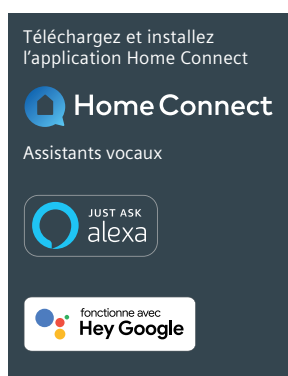 Téléchargez et installez
l’application Home Connect
Home Connect
Assistants vocaux
JUST ASK
alexa
fonctionne avec
Hey Google